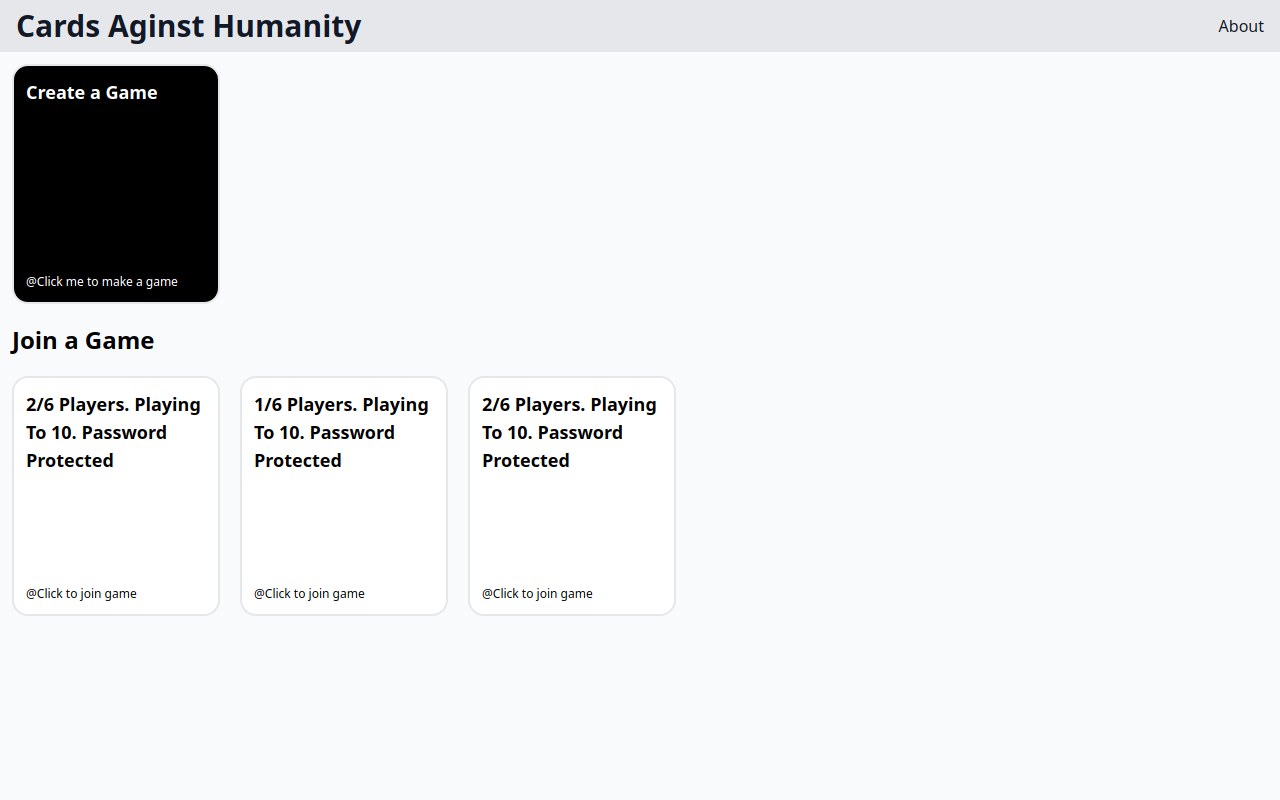 Cards Aginst Humanity
About
Create a Game
@Click me to make a game
Join a Game
2/6 Players. Playing
To 10. Password
Protected
@Click to join game
1/6 Players. Playing
To 10. Password
Protected
@Click to join game
2/6 Players. Playing
To 10. Password
Protected
@Click to join game